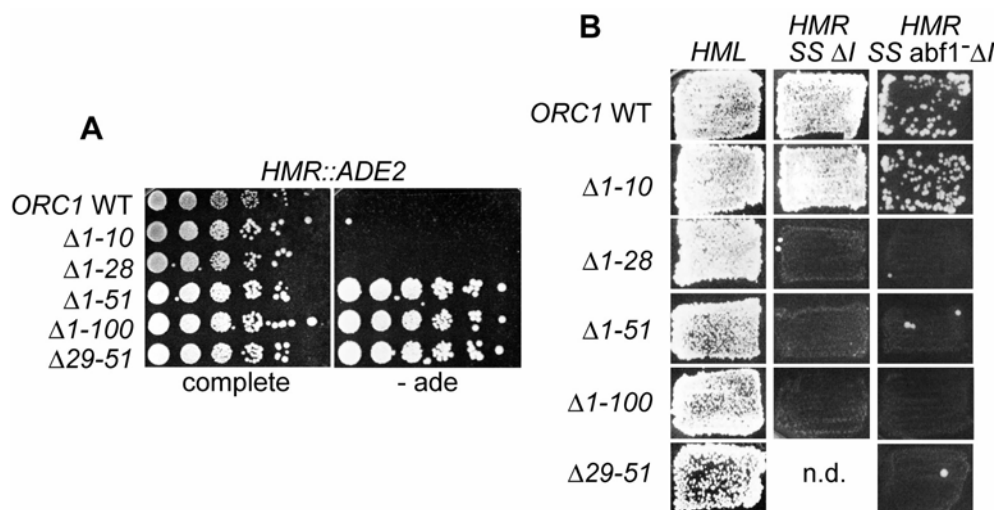 A
HMR::ADE2
ORC1 WT
Δ1-10
Δ1-28
Δ1-51
Δ1-100
Δ29-51
complete
- ade
B
HML
HMR
SS ΔI
HMR
SS abf1⁻ΔI
ORC1 WT
Δ1-10
Δ1-28
Δ1-51
Δ1-100
Δ29-51
n.d.